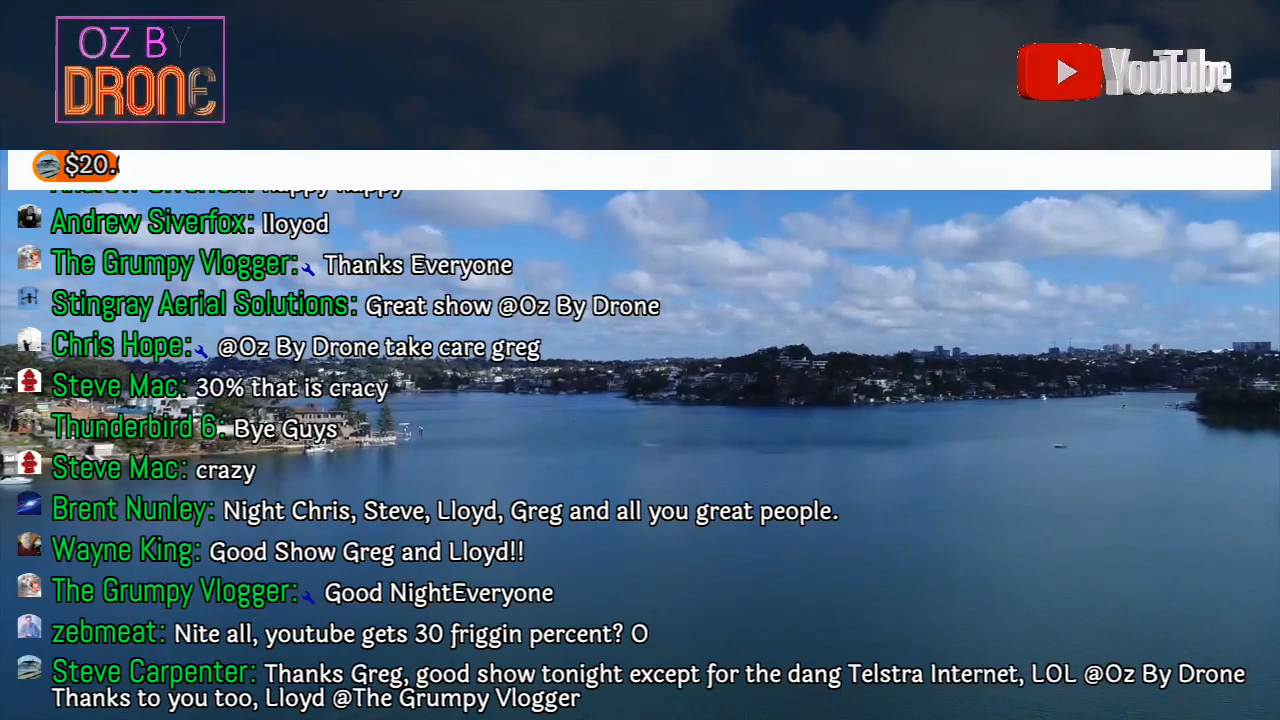 OZ BY
DRONE
YouTube
$20.
Andrew Siverfox: happy happy
Andrew Siverfox: lloyod
The Grumpy Vlogger: Thanks Everyone
Stingray Aerial Solutions: Great show @Oz By Drone
Chris Hope: @Oz By Drone take care greg
Steve Mac: 30% that is cracy
Thunderbird 6: Bye Guys
Steve Mac: crazy
Brent Nunley: Night Chris, Steve, Lloyd, Greg and all you great people.
Wayne King: Good Show Greg and Lloyd!!
The Grumpy Vlogger: Good NightEveryone
zebmeat: Nite all, youtube gets 30 friggin percent? O
Steve Carpenter: Thanks Greg, good show tonight except for the dang Telstra Internet, LOL @Oz By Drone
Thanks to you too, Lloyd @The Grumpy Vlogger